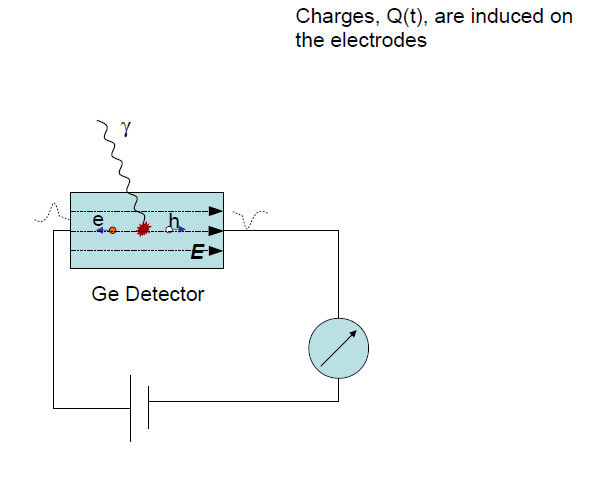 Charges, Q(t), are induced on
the electrodes
γ
e
h
E
Ge Detector